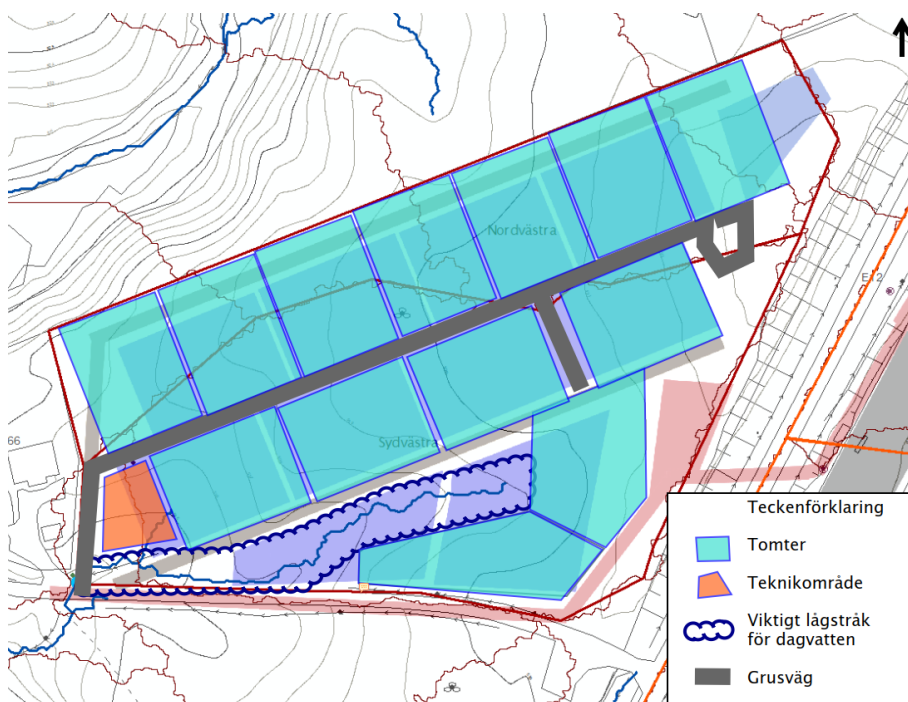 Nordvästra
E12
Sydvästra
66
Teckenförklaring
Tomter
Teknikområde
Viktigt lågstråk
för dagvatten
Grusväg